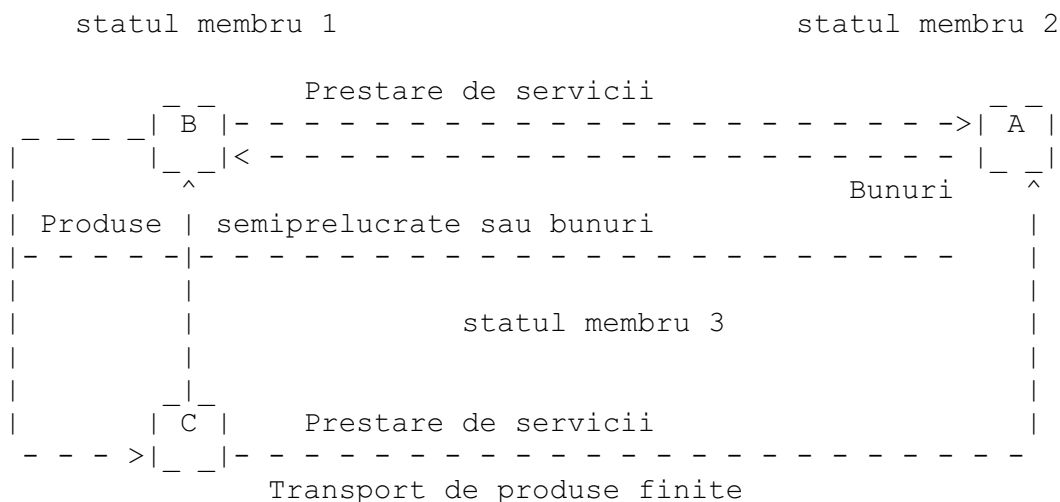 statul membru 1 statul membru 2
Prestare de servicii
B A
Bunuri
Produse semiprelucrate sau bunuri
statul membru 3
C Prestare de servicii
Transport de produse finite